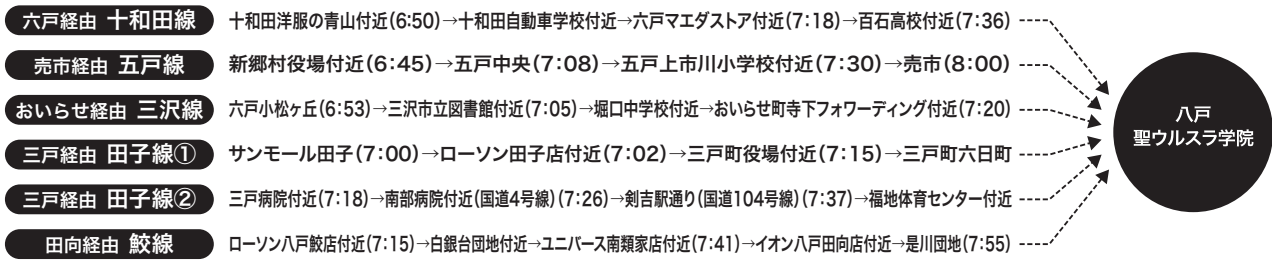 六戸経由 十和田線 十和田洋服の青山付近(6:50)→十和田自動車学校付近→六戸マエダストア付近(7:18)→百石高校付近(7:36)
売市経由 五戸線 新郷村役場付近(6:45)→五戸中央(7:08)→五戸上市川小学校付近(7:30)→売市(8:00)
おいらせ経由 三沢線 六戸小松ヶ丘(6:53)→三沢市立図書館付近(7:05)→堀口中学校付近→おいらせ町寺下フォワーディング付近(7:20)
三戸経由 田子線① サンモール田子(7:00)→ローソン田子店付近(7:02)→三戸町役場付近(7:15)→三戸町六日町
三戸経由 田子線② 三戸病院付近(7:18)→南部病院付近(国道4号線)(7:26)→剣吉駅通り(国道104号線)(7:37)→福地体育センター付近
田向経由 鮫線 ローソン八戸鮫店付近(7:15)→白銀台団地付近→ユニバース南類家店付近(7:41)→イオン八戸田向店付近→是川団地(7:55)
八戸
聖ウルスラ学院